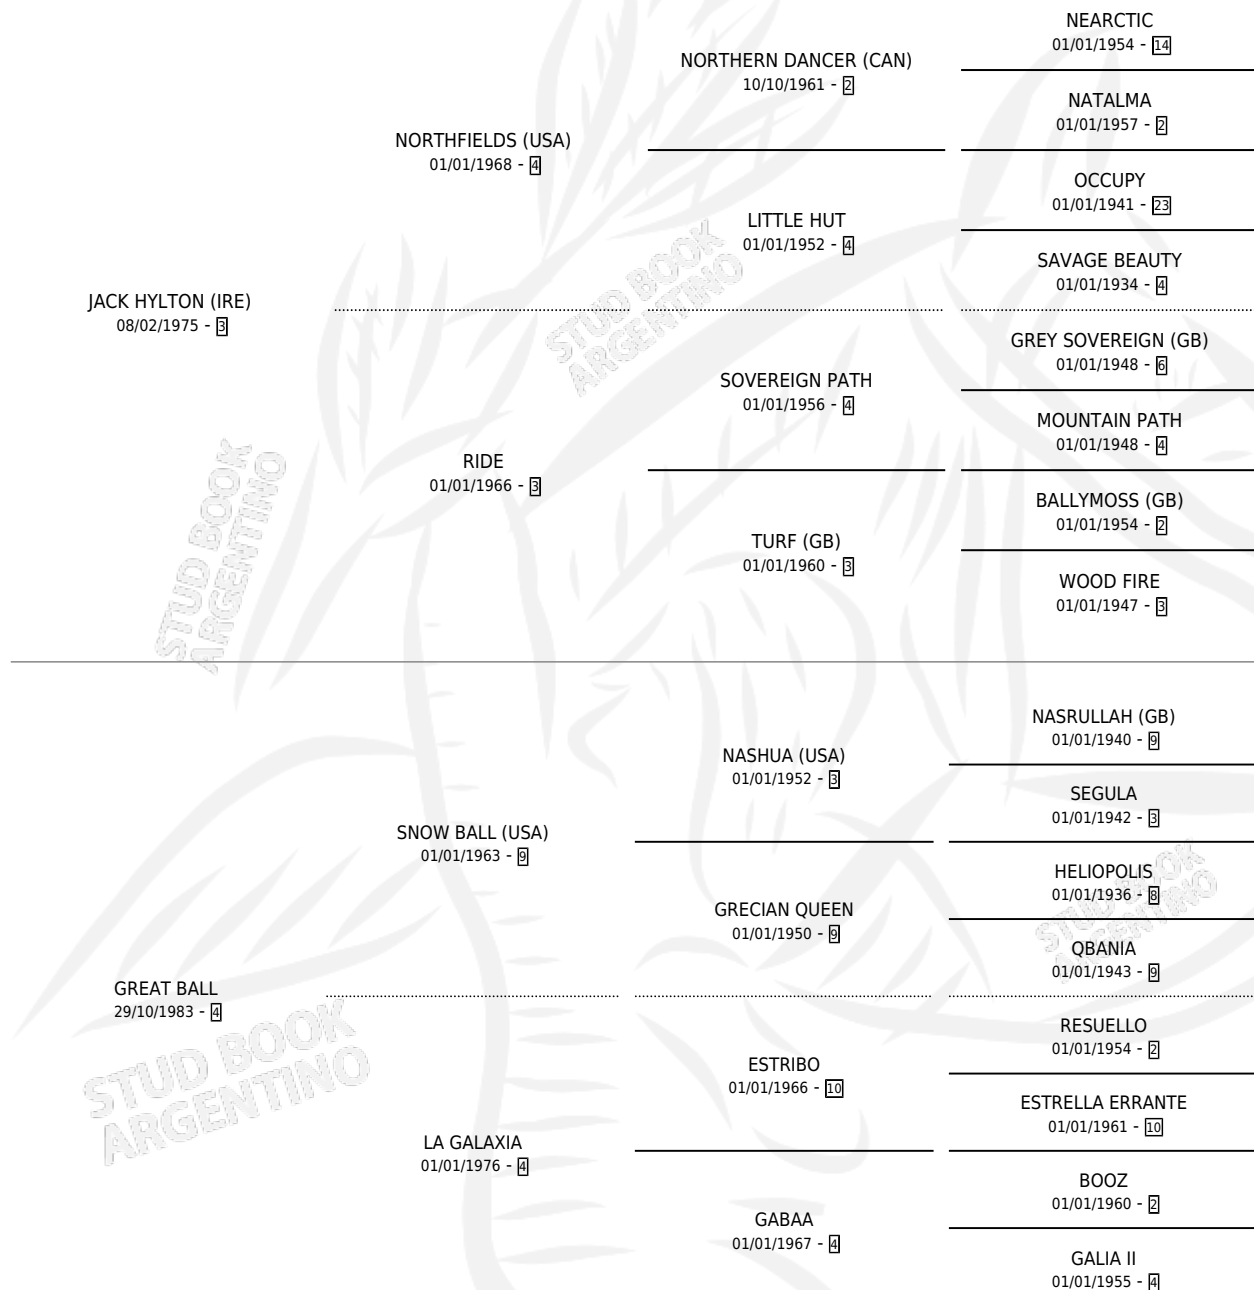 NEARCTIC
01/01/1954 - 14
NORTHERN DANCER (CAN)
10/10/1961 - 2
NATALMA
01/01/1957 - 2
NORTHFIELDS (USA)
01/01/1968 - 4
OCCUPY
01/01/1941 - 23
LITTLE HUT
01/01/1952 - 4
SAVAGE BEAUTY
01/01/1934 - 4
JACK HYLTON (IRE)
08/02/1975 - 3
GREY SOVEREIGN (GB)
01/01/1948 - 6
SOVEREIGN PATH
01/01/1956 - 4
MOUNTAIN PATH
01/01/1948 - 4
RIDE
01/01/1966 - 3
BALLYMOSS (GB)
01/01/1954 - 2
TURF (GB)
01/01/1960 - 3
WOOD FIRE
01/01/1947 - 3
NASRULLAH (GB)
01/01/1940 - 9
NASHUA (USA)
01/01/1952 - 3
SEGULA
01/01/1942 - 3
SNOW BALL (USA)
01/01/1963 - 9
HELIOPOLIS
01/01/1936 - 8
GRECIAN QUEEN
01/01/1950 - 9
QBANIA
01/01/1943 - 9
GREAT BALL
29/10/1983 - 4
RESUELLO
01/01/1954 - 2
ESTRIBO
01/01/1966 - 10
ESTRELLA ERRANTE
01/01/1961 - 10
LA GALAXIA
01/01/1976 - 4
BOOZ
01/01/1960 - 2
GABAA
01/01/1967 - 4
GALIA II
01/01/1955 - 4
STUD BOOK
ARGENTINO
STUD BOOK
ARGENTINO
STUD BOOK
ARGENTINO
STUD BOOK
ARGENTINO